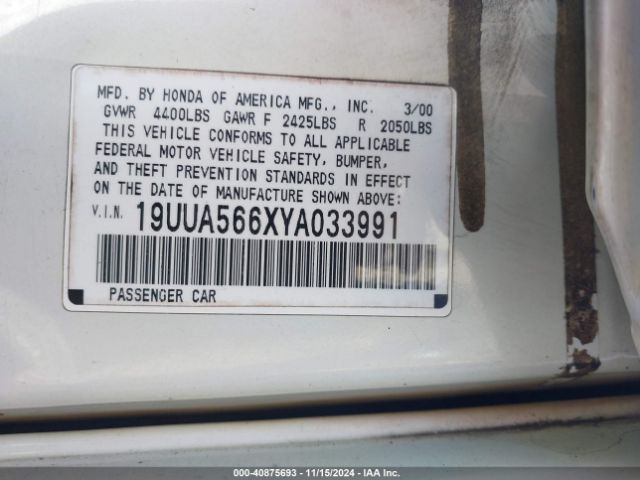 MFD. BY HONDA OF AMERICA MFG., INC. 3/00
GVWR 4400LBS GAWR F 2425LBS R 2050LBS
THIS VEHICLE CONFORMS TO ALL APPLICABLE
FEDERAL MOTOR VEHICLE SAFETY, BUMPER,
AND THEFT PREVENTION STANDARDS IN EFFECT
ON THE DATE OF MANUFACTURE SHOWN ABOVE:
V.I.N. 19UUA566XYA033991
PASSENGER CAR
000-40875693 - 11/15/2024 - IAA Inc.